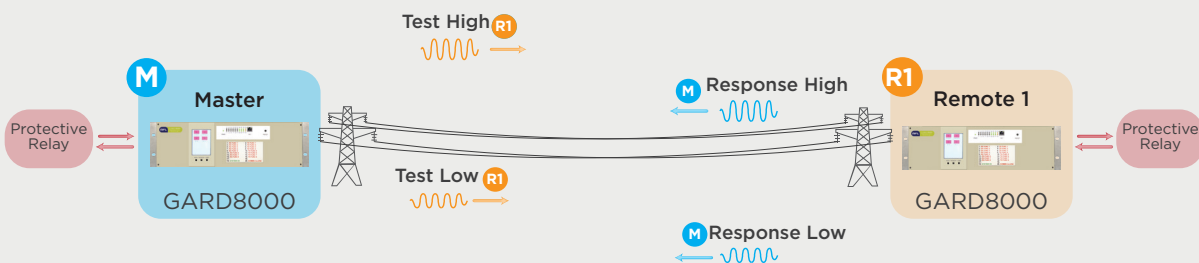 Test High R1
M
Master
Protective
Relay
GARD8000
M Response High
R1
Remote 1
Protective
Relay
GARD8000
Test Low R1
M Response Low